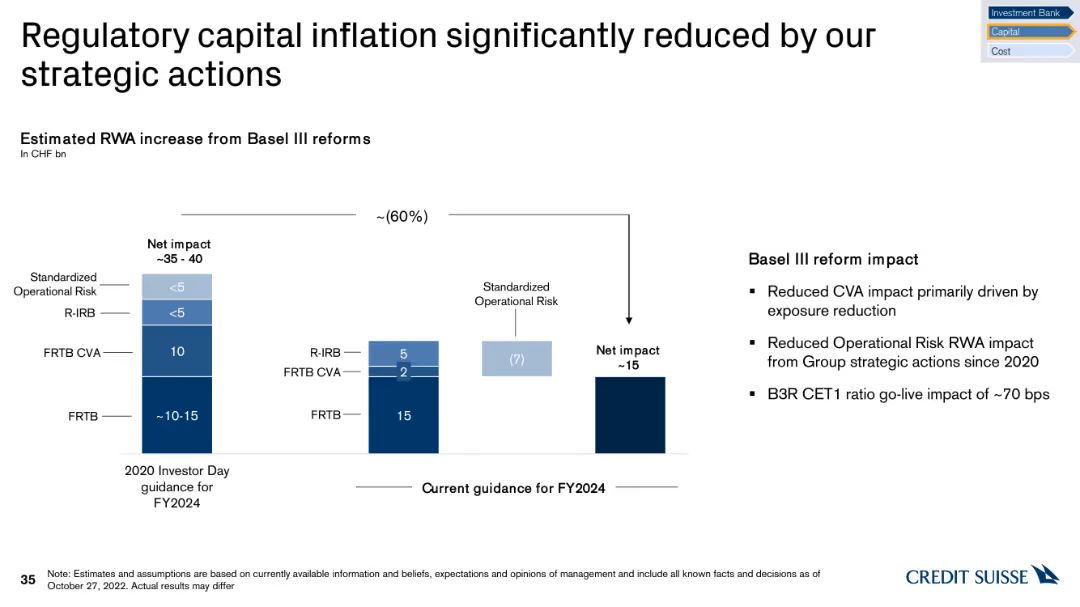 Regulatory capital inflation significantly reduced by our
strategic actions
Investment Bank
Capital
Cost
Estimated RWA increase from Basel III reforms
In CHF bn
~(60%)
Net impact
~35 - 40
Standardized
Operational Risk
<5
R-IRB
<5
FRTB CVA
10
FRTB
~10-15
2020 Investor Day
guidance for
FY2024
R-IRB
5
FRTB CVA
2
FRTB
15
Standardized
Operational Risk
(7)
Net impact
~15
Current guidance for FY2024
Basel III reform impact
▪ Reduced CVA impact primarily driven by
exposure reduction
▪ Reduced Operational Risk RWA impact
from Group strategic actions since 2020
▪ B3R CET1 ratio go-live impact of ~70 bps
35
Note: Estimates and assumptions are based on currently available information and beliefs, expectations and opinions of management and include all known facts and decisions as of
October 27, 2022. Actual results may differ
CREDIT SUISSE